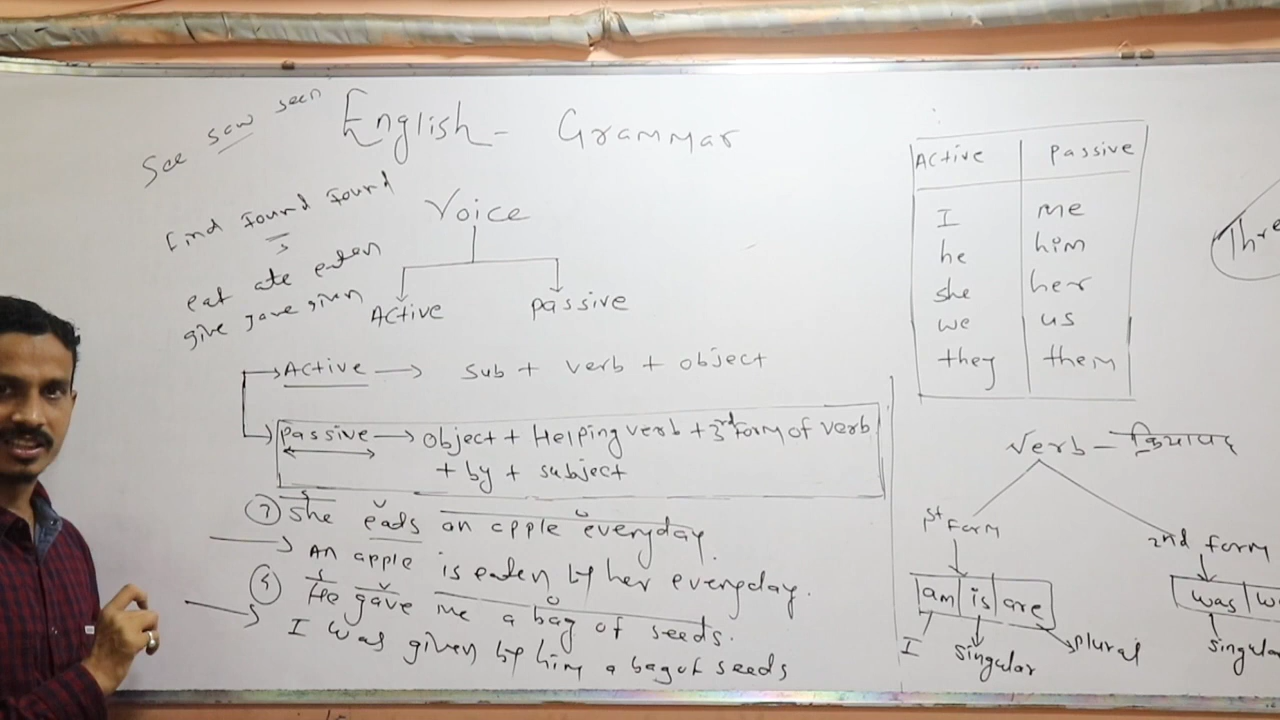 See saw seen
English - Grammar
find found found
eat ate eaten
give gave given
Voice
Active
passive
Active → sub + verb + object
Passive → object + Helping verb + 3rd form of verb
+ by + subject
s
v
o
She eads an apple everyday.
An apple is eaten by her everyday.
s
v
o
He gave me a bag of seeds.
I was given by him a bag of seeds
Active
passive
I
me
he
him
she
her
we
us
they
them
Thre
Verb - क्रियापद
1st form
2nd form
am is are
was
I
singular
plural
singula